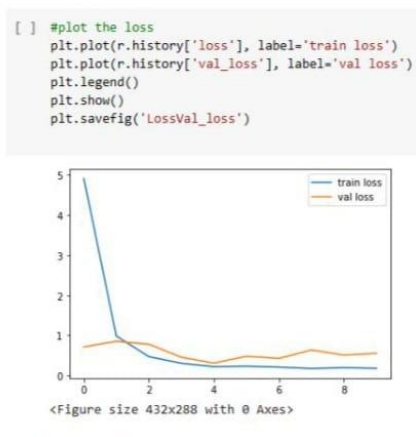 [ ] #plot the loss
plt.plot(r.history['loss'], label='train loss')
plt.plot(r.history['val_loss'], label='val loss')
plt.legend()
plt.show()
plt.savefig('LossVal_loss')
train loss
val loss
5
4
3
2
1
0
0 2 4 6 8
<Figure size 432x288 with 0 Axes>